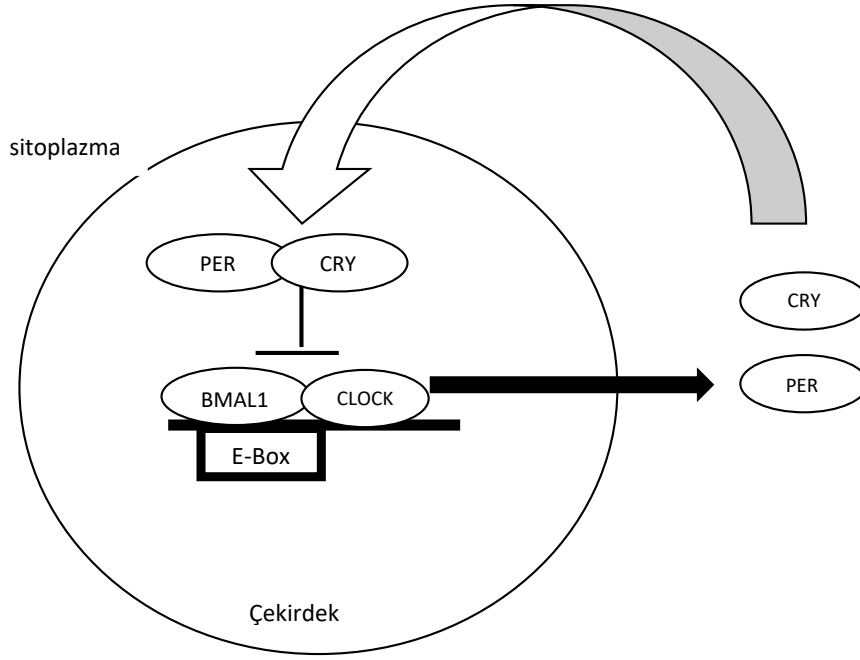 sitoplazma
PER
CRY
CRY
PER
BMAL1
CLOCK
E-Box
Çekirdek